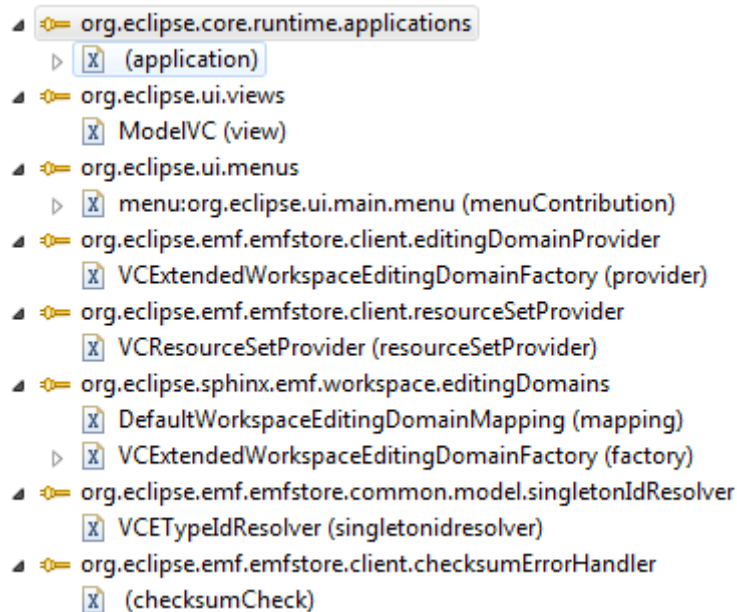 org.eclipse.core.runtime.applications
(application)
org.eclipse.ui.views
ModelVC (view)
org.eclipse.ui.menus
menu:org.eclipse.ui.main.menu (menuContribution)
org.eclipse.emf.emfstore.client.editingDomainProvider
VCExtendedWorkspaceEditingDomainFactory (provider)
org.eclipse.emf.emfstore.client.resourceSetProvider
VCResourceSetProvider (resourceSetProvider)
org.eclipse.sphinx.emf.workspace.editingDomains
DefaultWorkspaceEditingDomainMapping (mapping)
VCExtendedWorkspaceEditingDomainFactory (factory)
org.eclipse.emf.emfstore.common.model.singletonIdResolver
VCETypeIdResolver (singletonidresolver)
org.eclipse.emf.emfstore.client.checksumErrorHandler
(checksumCheck)